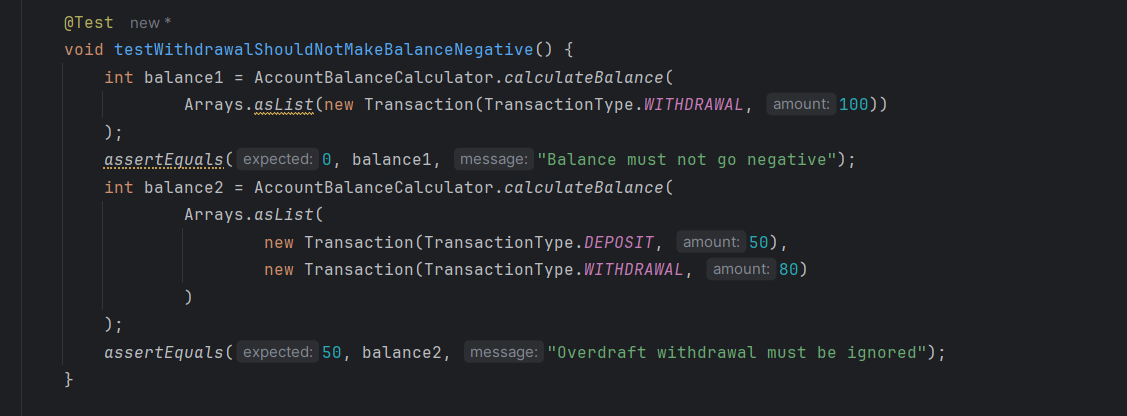 @Test new *
void testWithdrawalShouldNotMakeBalanceNegative() {
int balance1 = AccountBalanceCalculator.calculateBalance(
Arrays.asList(new Transaction(TransactionType.WITHDRAWAL, amount: 100))
);
assertEquals( expected: 0, balance1, message: "Balance must not go negative");
int balance2 = AccountBalanceCalculator.calculateBalance(
Arrays.asList(
new Transaction(TransactionType.DEPOSIT, amount: 50),
new Transaction(TransactionType.WITHDRAWAL, amount: 80)
)
);
assertEquals( expected: 50, balance2, message: "Overdraft withdrawal must be ignored");
}